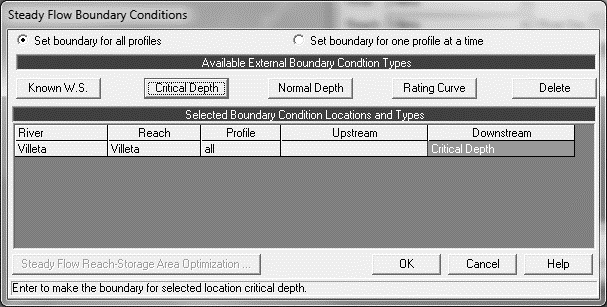 Steady Flow Boundary Conditions
Set boundary for all profiles Set boundary for one profile at a time
Available External Boundary Condtion Types
Known W.S. Critical Depth Normal Depth Rating Curve Delete
Selected Boundary Condition Locations and Types
River Reach Profile Upstream Downstream
Villeta Villeta all Critical Depth
Steady Flow Reach-Storage Area Optimization ... OK Cancel Help
Enter to make the boundary for selected location critical depth.